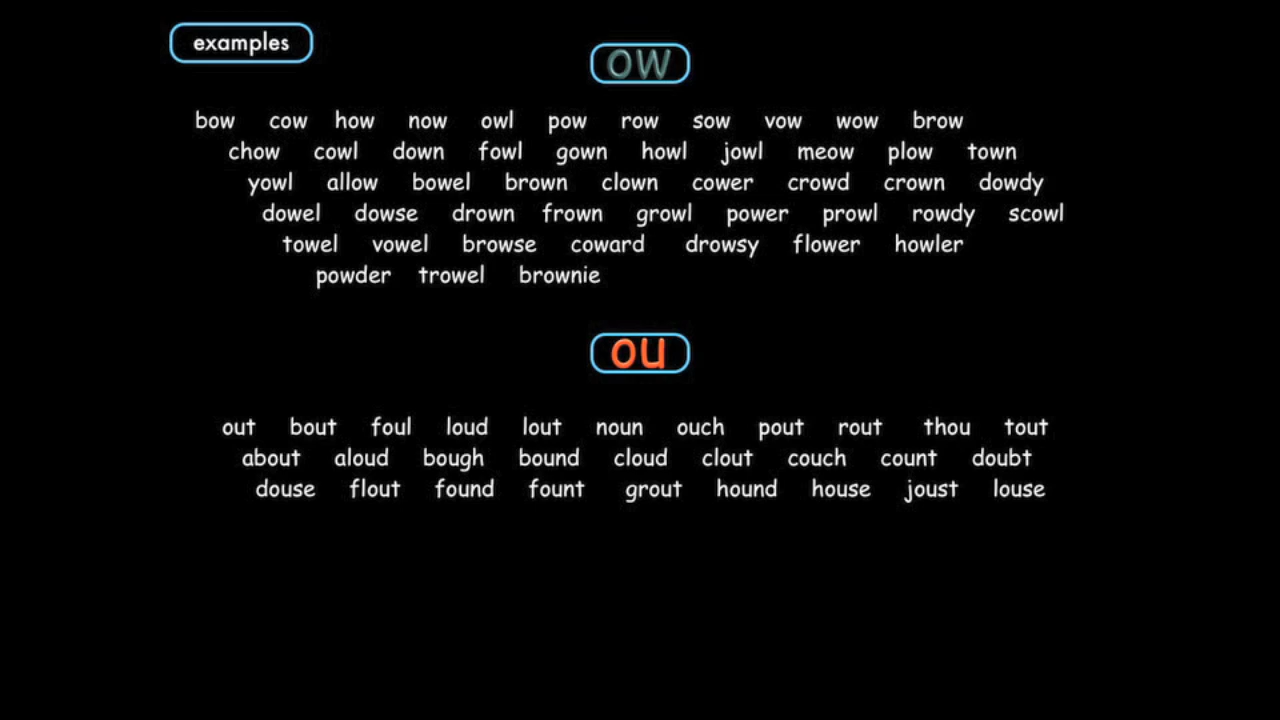 examples
ow
bow cow how now owl pow row sow vow wow brow
chow cowl down fowl gown howl jowl meow plow town
yowl allow bowel brown clown cower crowd crown dowdy
dowel dowse drown frown growl power prowl rowdy scowl
towel vowel browse coward drowsy flower howler
powder trowel brownie
ou
out bout foul loud lout noun ouch pout rout thou tout
about aloud bough bound cloud clout couch count doubt
douse flout found fount grout hound house joust louse